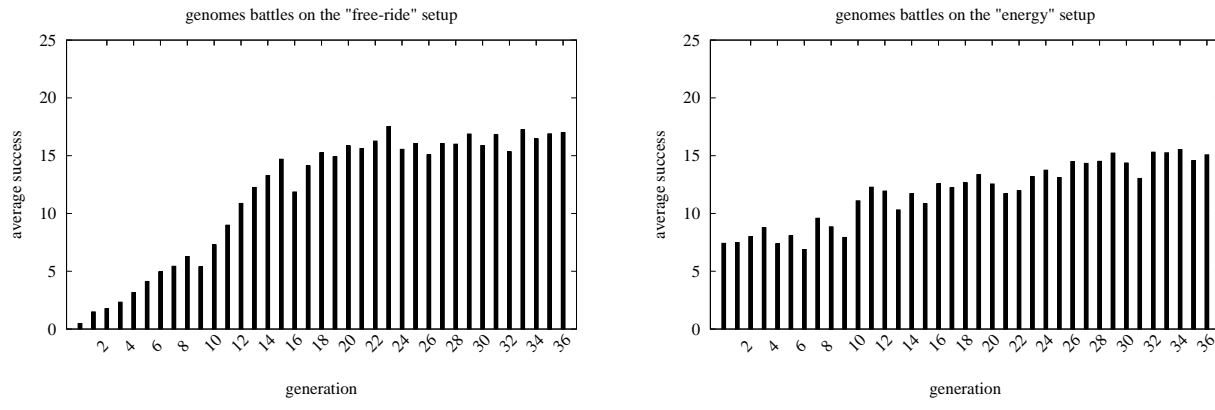 genomes battles on the "free-ride" setup
25
20
15
10
5
0
average success
2 4 6 8 10 12 14 16 18 20 22 24 26 28 30 32 34 36
generation
genomes battles on the "energy" setup
25
20
15
10
5
0
average success
2 4 6 8 10 12 14 16 18 20 22 24 26 28 30 32 34 36
generation